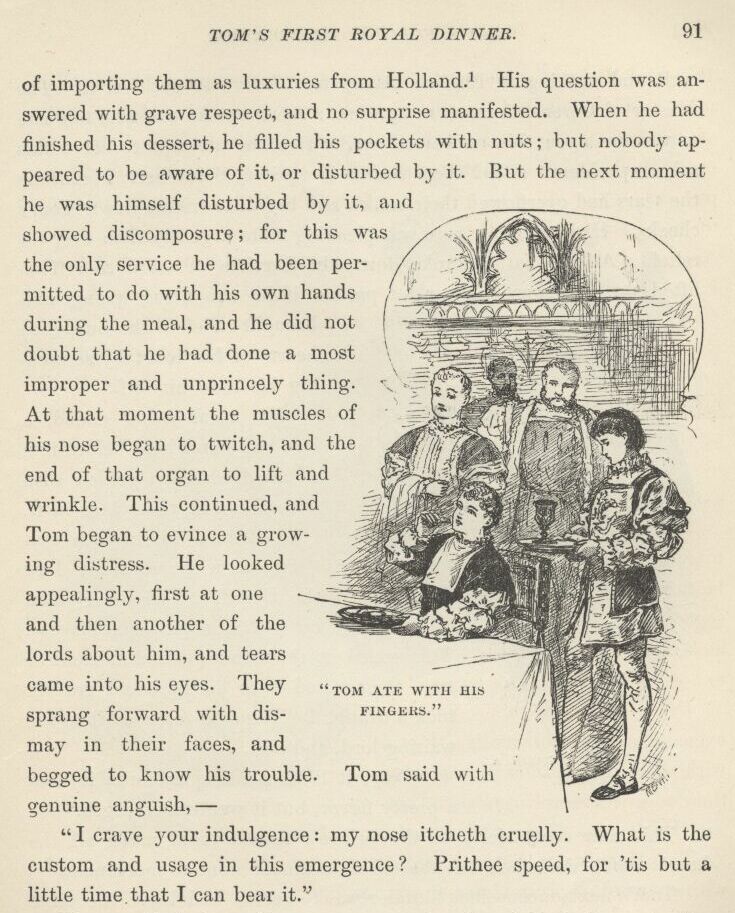 TOM'S FIRST ROYAL DINNER. 91
of importing them as luxuries from Holland.¹ His question was an-
swered with grave respect, and no surprise manifested. When he had
finished his dessert, he filled his pockets with nuts; but nobody ap-
peared to be aware of it, or disturbed by it. But the next moment
he was himself disturbed by it, and
showed discomposure; for this was
the only service he had been per-
mitted to do with his own hands
during the meal, and he did not
doubt that he had done a most
improper and unprincely thing.
At that moment the muscles of
his nose began to twitch, and the
end of that organ to lift and
wrinkle. This continued, and
Tom began to evince a grow-
ing distress. He looked
appealingly, first at one
and then another of the
lords about him, and tears
came into his eyes. They
sprang forward with dis-
may in their faces, and
begged to know his trouble. Tom said with
genuine anguish, —
"TOM ATE WITH HIS
FINGERS."
"I crave your indulgence: my nose itcheth cruelly. What is the
custom and usage in this emergence? Prithee speed, for 'tis but a
little time that I can bear it."